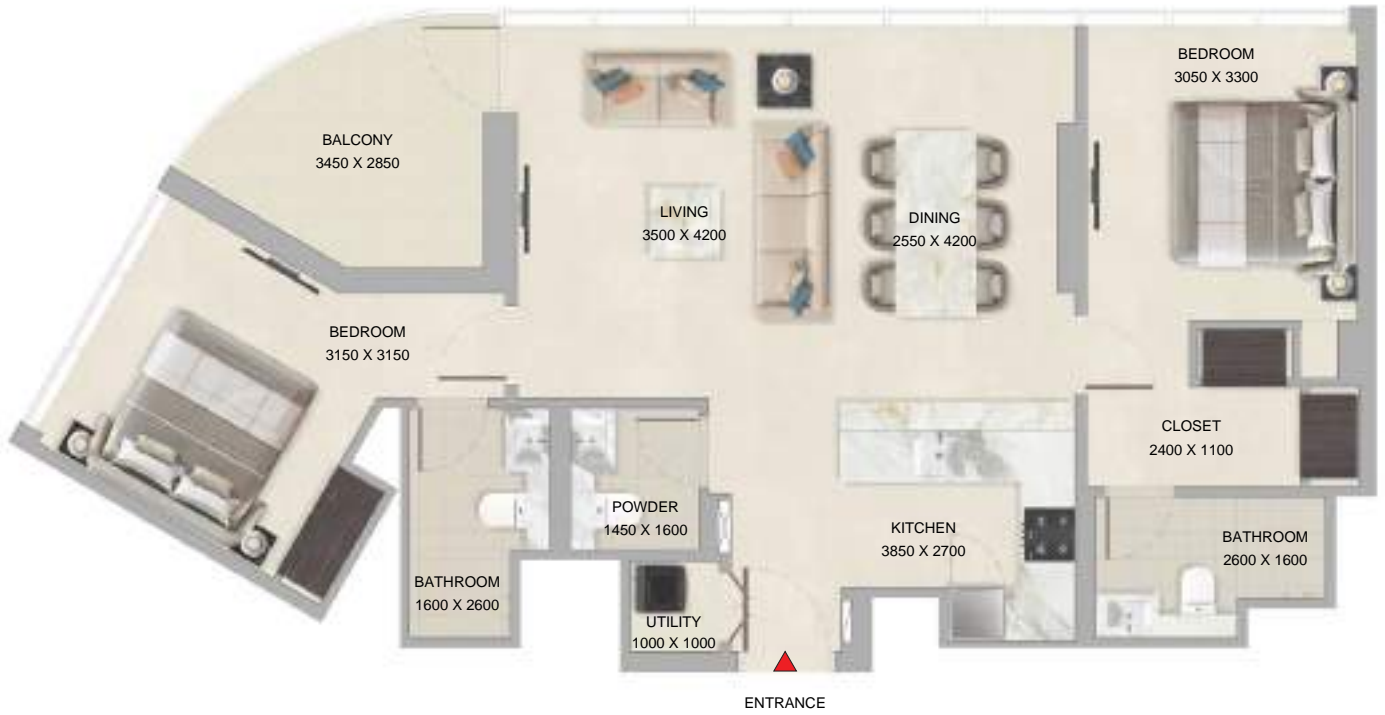 BEDROOM
3050 X 3300
BALCONY
3450 X 2850
LIVING
3500 X 4200
DINING
2550 X 4200
BEDROOM
3150 X 3150
CLOSET
2400 X 1100
POWDER
1450 X 1600
KITCHEN
3850 X 2700
BATHROOM
2600 X 1600
BATHROOM
1600 X 2600
UTILITY
1000 X 1000
ENTRANCE